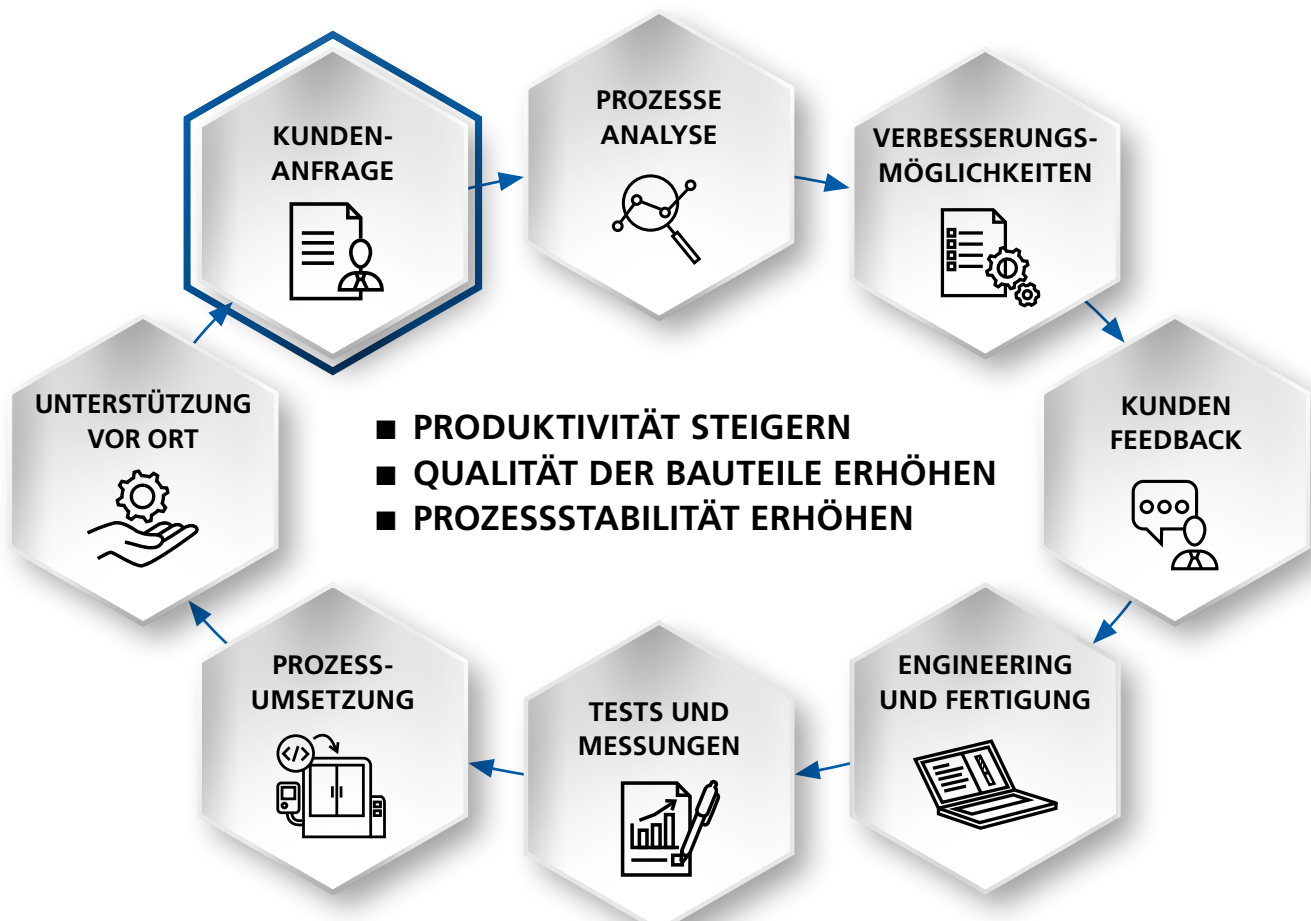 KUNDEN-
ANFRAGE
PROZESSE
ANALYSE
VERBESSERUNGS-
MÖGLICHKEITEN
KUNDEN
FEEDBACK
ENGINEERING
UND FERTIGUNG
TESTS UND
MESSUNGEN
PROZESS-
UMSETZUNG
</>
UNTERSTÜTZUNG
VOR ORT
■ PRODUKTIVITÄT STEIGERN
■ QUALITÄT DER BAUTEILE ERHÖHEN
■ PROZESSSTABILITÄT ERHÖHEN